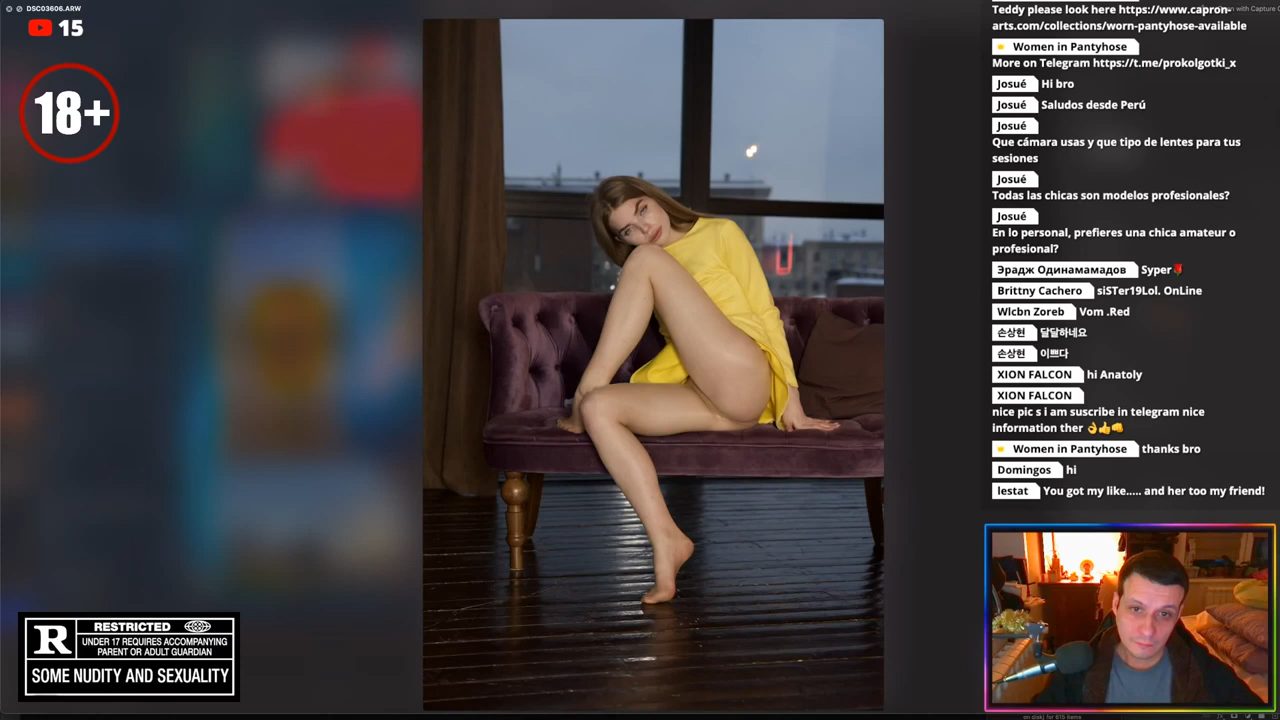 DSC03606.ARW
15
18+
R
RESTRICTED
UNDER 17 REQUIRES ACCOMPANYING
PARENT OR ADULT GUARDIAN
SOME NUDITY AND SEXUALITY
Teddy please look here https://www.capron-
arts.com/collections/worn-pantyhose-available
Women in Pantyhose
More on Telegram https://t.me/prokolgotki_x
Josué Hi bro
Josué Saludos desde Perú
Josué
Que cámara usas y que tipo de lentes para tus
sesiones
Josué
Todas las chicas son modelos profesionales?
Josué
En lo personal, prefieres una chica amateur o
profesional?
Эрадж Одинамамадов Syper🌹
Brittny Cachero siSTer19Lol. OnLine
Wlcbn Zoreb Vom .Red
손상현 달달하네요
손상현 이쁘다
XION FALCON hi Anatoly
XION FALCON
nice pic s i am suscribe in telegram nice
information ther 👌👍👊
Women in Pantyhose thanks bro
Domingos hi
lestat You got my like..... and her too my friend!
on disk) for 615 items